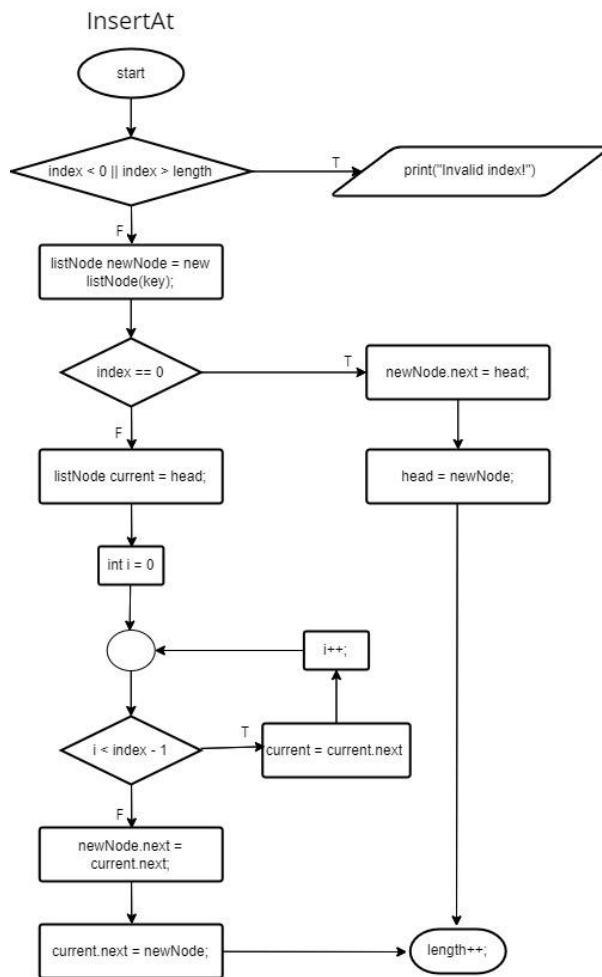 InsertAt
start
index < 0 || index > length
T
print("Invalid index!")
F
listNode newNode = new
listNode(key);
index == 0
T
newNode.next = head;
F
listNode current = head;
head = newNode;
int i = 0
i++;
i < index - 1
T
current = current.next
F
newNode.next =
current.next;
current.next = newNode;
length++;